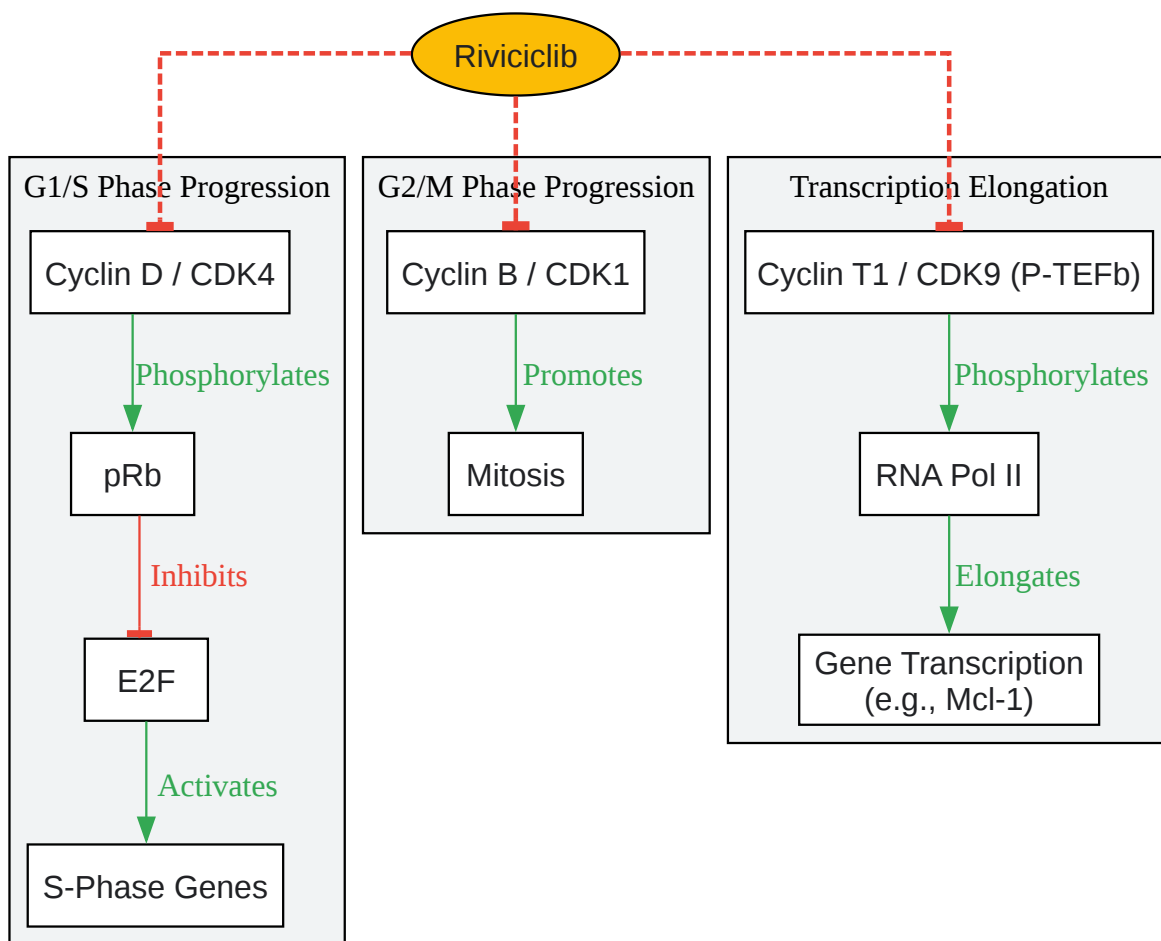 Riviciclib
G1/S Phase Progression
Cyclin D / CDK4
Phosphorylates
pRb
Inhibits
E2F
Activates
S-Phase Genes
G2/M Phase Progression
Cyclin B / CDK1
Promotes
Mitosis
Transcription Elongation
Cyclin T1 / CDK9 (P-TEFb)
Phosphorylates
RNA Pol II
Elongates
Gene Transcription
(e.g., Mcl-1)